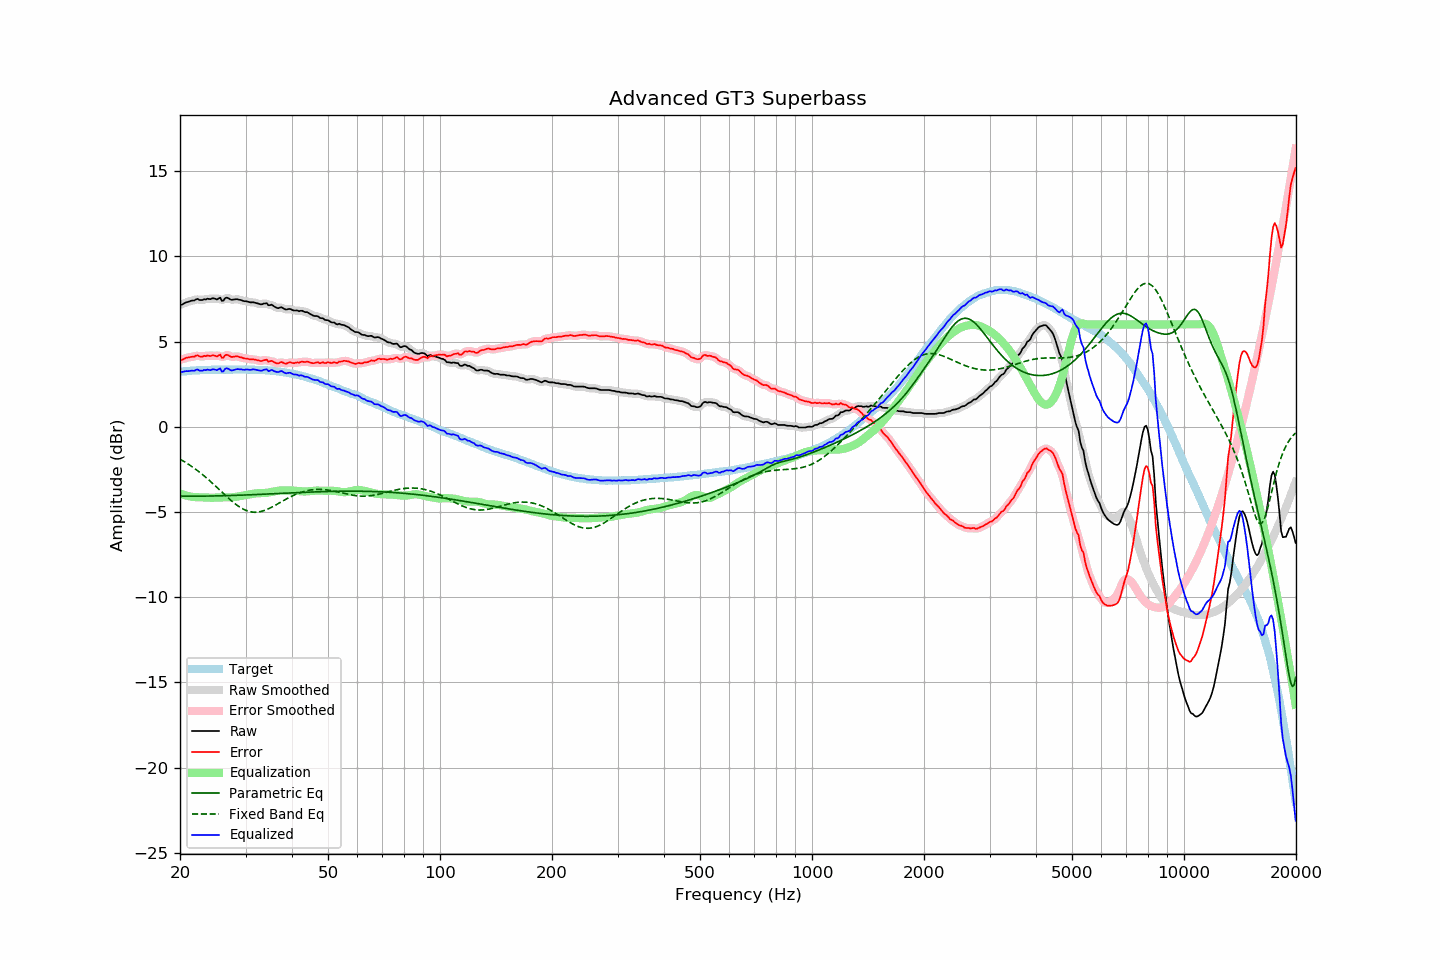 Advanced GT3 Superbass
Amplitude (dBr)
15
10
5
0
−5
−10
−15
−20
−25
Target
Raw Smoothed
Error Smoothed
Raw
Error
Equalization
Parametric Eq
Fixed Band Eq
Equalized
20 50 100 200 500 1000 2000 5000 10000 20000
Frequency (Hz)